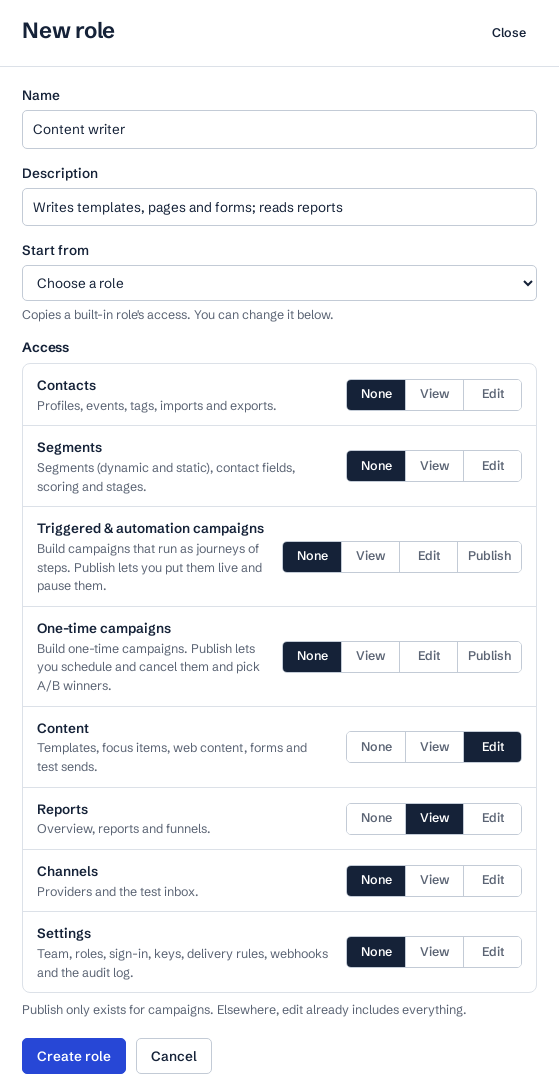 New role
Close
Name
Content writer
Description
Writes templates, pages and forms; reads reports
Start from
Choose a role
Copies a built-in role's access. You can change it below.
Access
Contacts
Profiles, events, tags, imports and exports.
None View Edit
Segments
Segments (dynamic and static), contact fields,
scoring and stages.
None View Edit
Triggered & automation campaigns
Build campaigns that run as journeys of
steps. Publish lets you put them live and
pause them.
None View Edit Publish
One-time campaigns
Build one-time campaigns. Publish lets
you schedule and cancel them and pick
A/B winners.
None View Edit Publish
Content
Templates, focus items, web content, forms and
test sends.
None View Edit
Reports
Overview, reports and funnels.
None View Edit
Channels
Providers and the test inbox.
None View Edit
Settings
Team, roles, sign-in, keys, delivery rules, webhooks
and the audit log.
None View Edit
Publish only exists for campaigns. Elsewhere, edit already includes everything.
Create role
Cancel